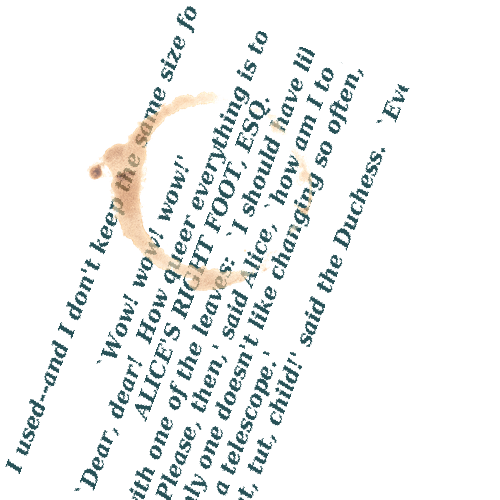 I used--and I don't keep the same size fo
`Wow! wow! wow!'
`Dear, dear! How queer everything is to
ALICE'S RIGHT FOOT, ESQ.
ith one of the leaves: `I should have lil
Please, then,' said Alice, `how am I to
ly one doesn't like changing so often,
a telescope.'
t, tut, child!' said the Duchess. `Eve